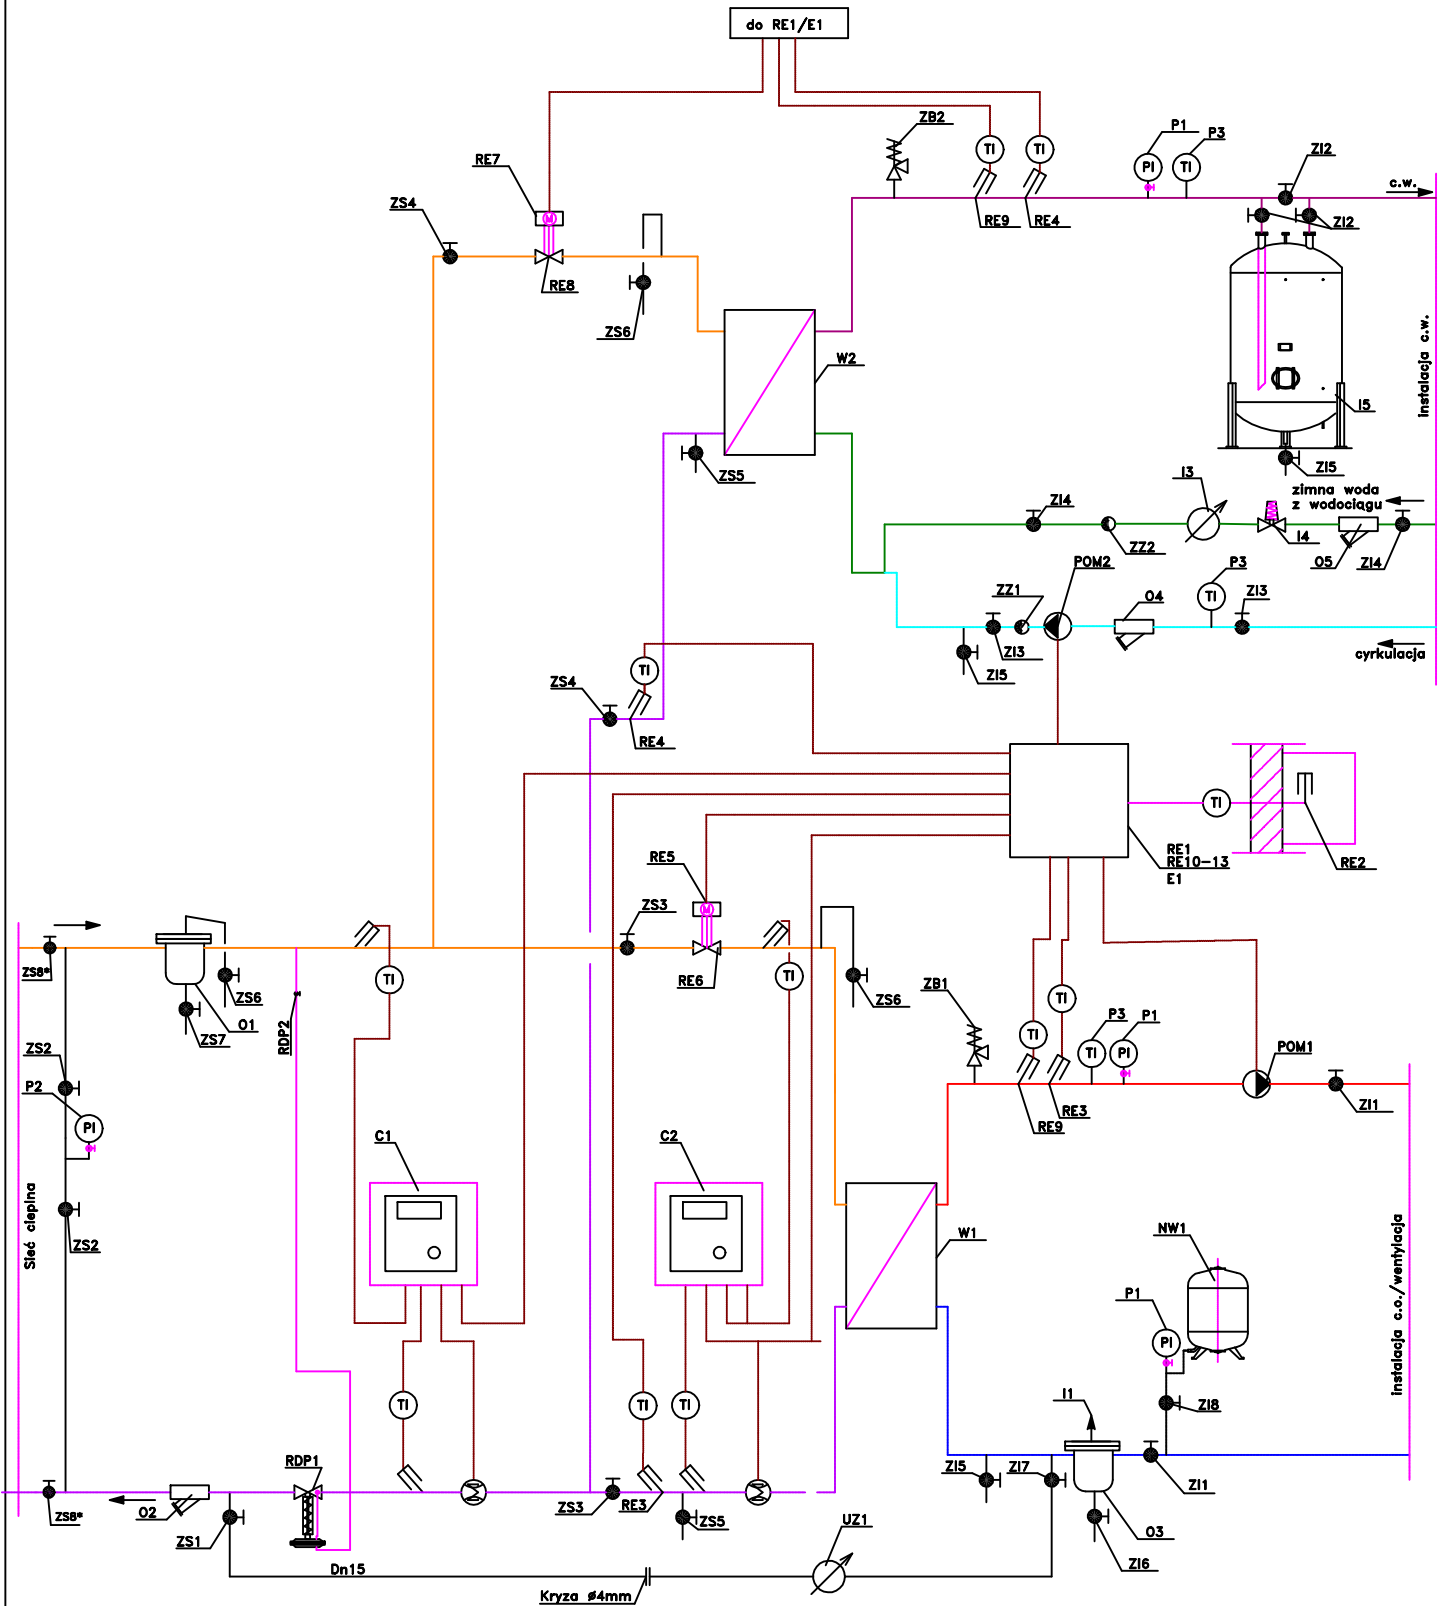 do RE1/E1
ZB2
P1
P3
ZI2
TI
TI
PI
TI
RE7
M
ZS4
c.w.
RE9
RE4
ZI2
RE8
ZS6
W2
instalacja c.w.
I5
ZS5
ZI5
I3
zimna woda
z wodociągu
ZI4
ZZ2
I4
O5
ZI4
POM2
P3
ZZ1
TI
O4
ZI3
ZI3
cyrkulacja
TI
ZI5
ZS4
RE4
TI
RE1
RE10-13
E1
RE2
RE5
M
ZS3
ZS8*
TI
RE6
TI
ZS6
ZS6
O1
ZS7
RDP2
ZB1
TI
TI
P3
P1
TI
PI
POM1
ZS2
P2
PI
ZI1
RE3
RE9
C1
C2
Sieć cieplna
ZS2
W1
NW1
P1
PI
instalacja c.o./wentylacja
TI
TI
TI
I1
ZI8
RDP1
ZI5
ZI7
ZI1
ZS8*
O2
ZS1
ZS3
RE3
ZS5
UZ1
O3
ZI6
Dn15
Kryza ø4mm